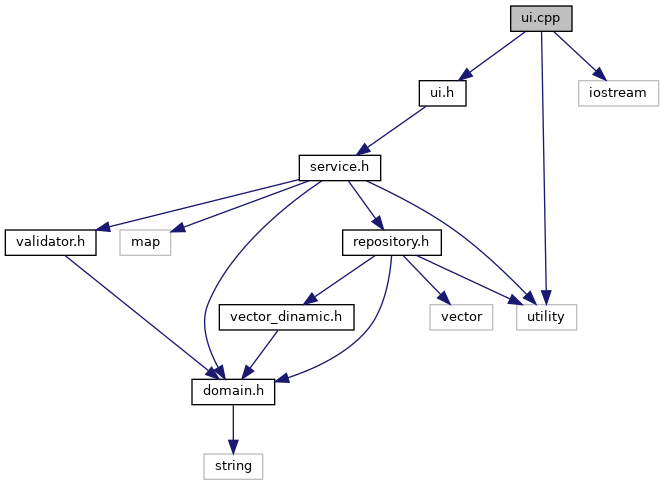 ui.cpp
ui.h
iostream
service.h
validator.h
map
repository.h
vector_dinamic.h
vector
utility
domain.h
string